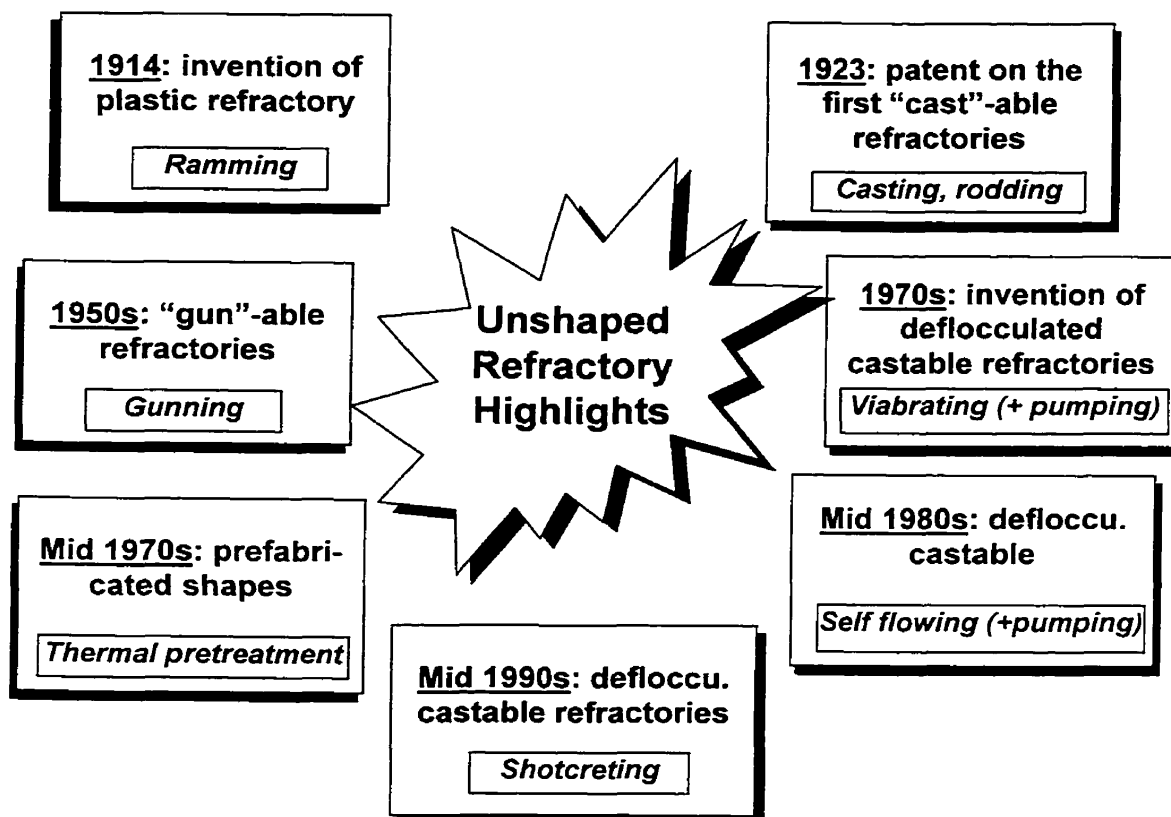 1914: invention of
plastic refractory
Ramming
1923: patent on the
first “cast”-able
refractories
Casting, rodding
Unshaped
Refractory
Highlights
1950s: “gun”-able
refractories
Gunning
1970s: invention of
deflocculated
castable refractories
Viabrating (+ pumping)
Mid 1970s: prefabri-
cated shapes
Thermal pretreatment
Mid 1980s: defloccu.
castable
Self flowing (+pumping)
Mid 1990s: defloccu.
castable refractories
Shotcreting